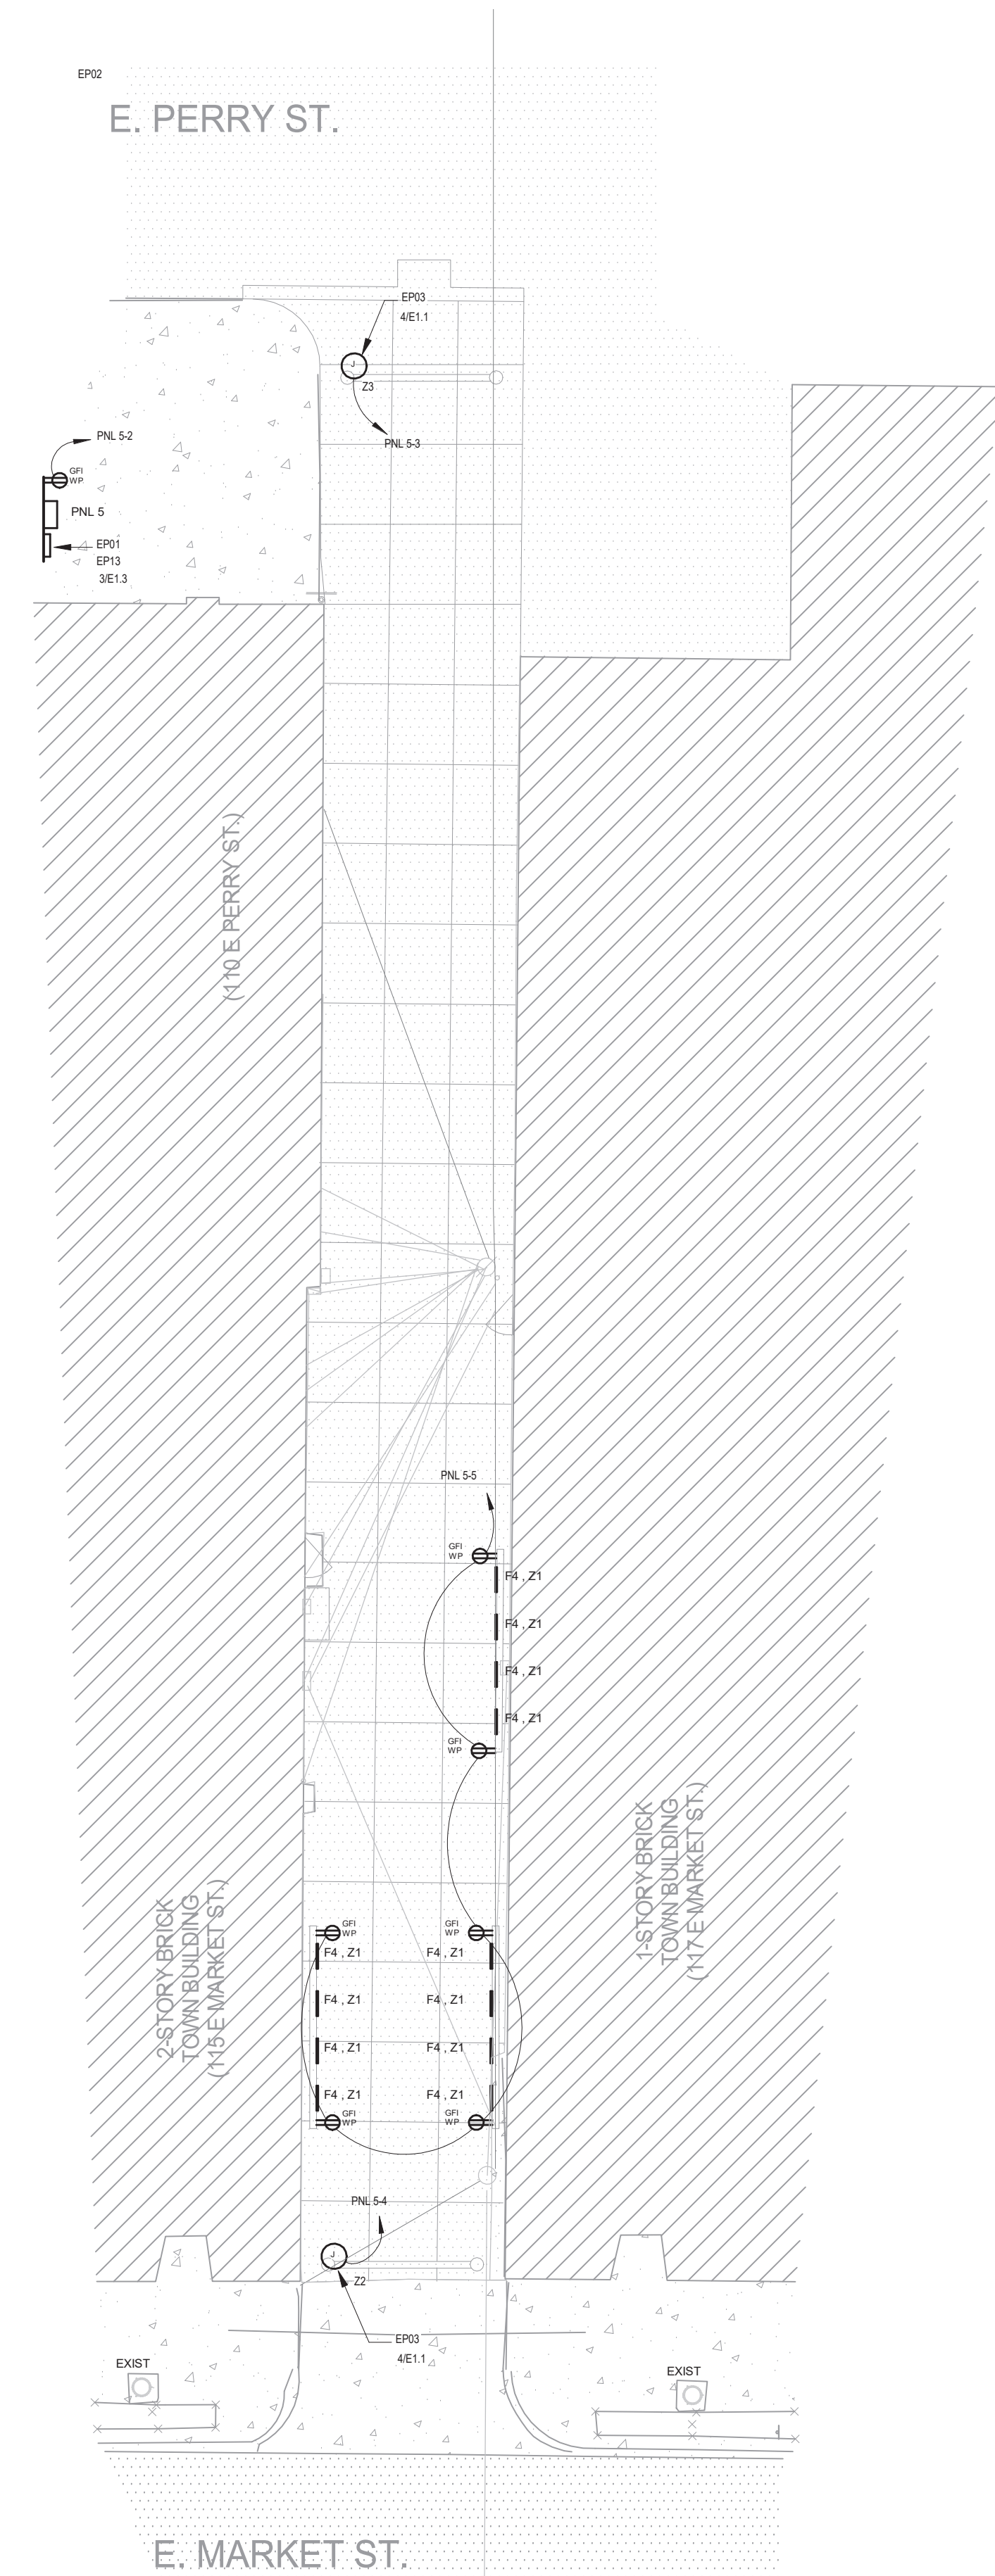 EP02
E. PERRY ST.
EP03
4/E1.1
J
Z3
PNL 5-3
PNL 5-2
GFI
WP
PNL 5
EP01
EP13
3/E1.3
(110 E PERRY ST.)
PNL 5-5
GFI
WP
F4 , Z1
F4 , Z1
F4 , Z1
F4 , Z1
GFI
WP
1-STORY BRICK
TOWN BUILDING
(117 E MARKET ST.)
2-STORY BRICK
TOWN BUILDING
(115 E MARKET ST.)
GFI
WP
GFI
WP
F4 , Z1
F4 , Z1
F4 , Z1
F4 , Z1
F4 , Z1
F4 , Z1
F4 , Z1
F4 , Z1
GFI
WP
GFI
WP
PNL 5-4
J
Z2
EP03
4/E1.1
EXIST
EXIST
E. MARKET ST.